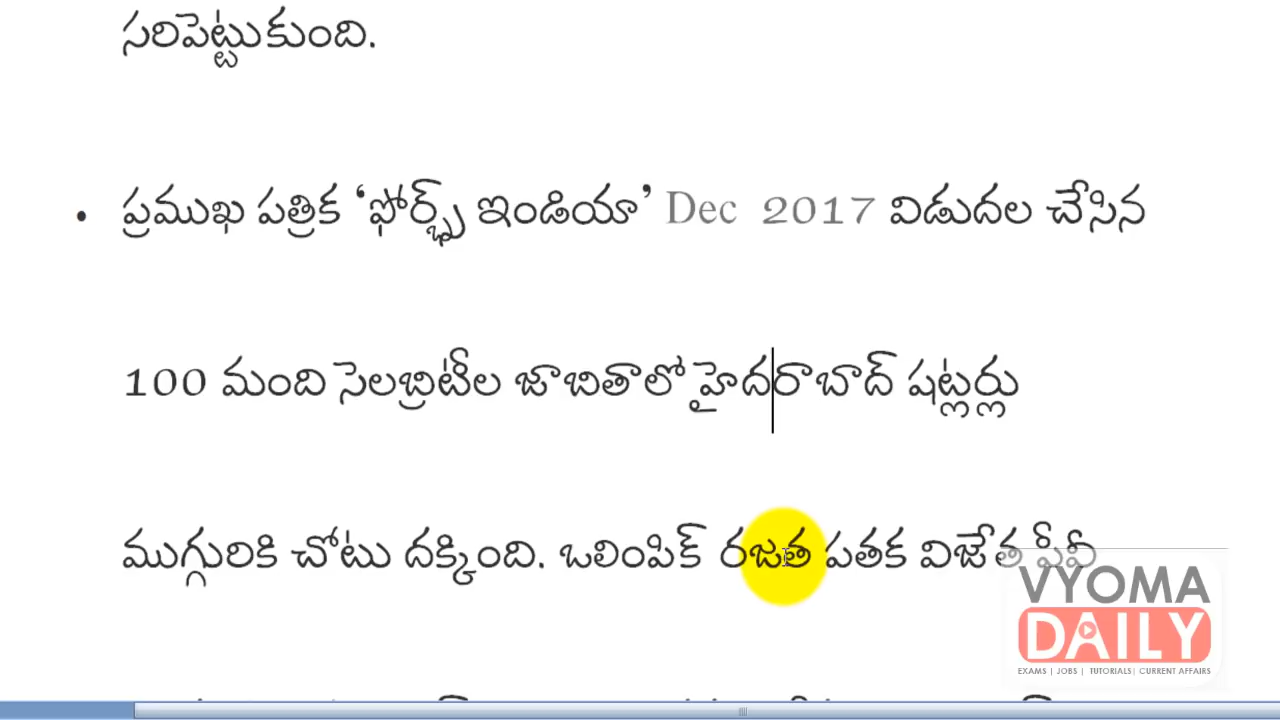 సరిపెట్టుకుంది.
• ప్రముఖ పత్రిక ‘ఫోర్బ్స్ ఇండియా’ Dec 2017 విడుదల చేసిన
100 మంది సెలబ్రిటీల జాబితాలో హైదరాబాద్ షట్లర్లు
ముగ్గురికి చోటు దక్కింది. ఒలింపిక్ రజత పతక విజేత పీవీ
VYOMA
DAILY
EXAMS | JOBS | TUTORIALS| CURRENT AFFAIRS